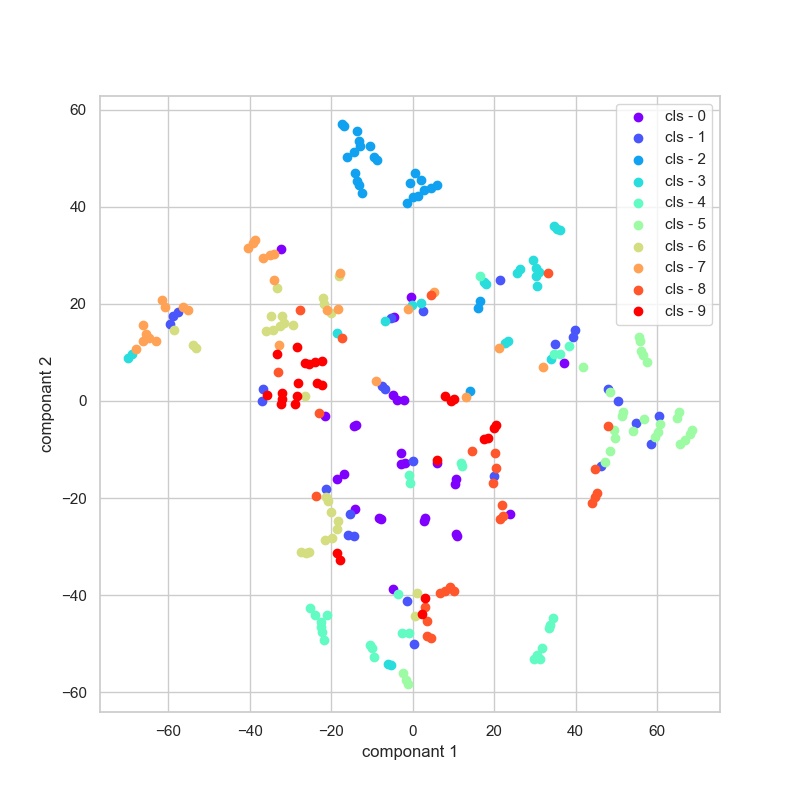 60
40
20
0
−20
−40
−60
−60
−40
−20
0
20
40
60
componant 1
componant 2
cls - 0
cls - 1
cls - 2
cls - 3
cls - 4
cls - 5
cls - 6
cls - 7
cls - 8
cls - 9